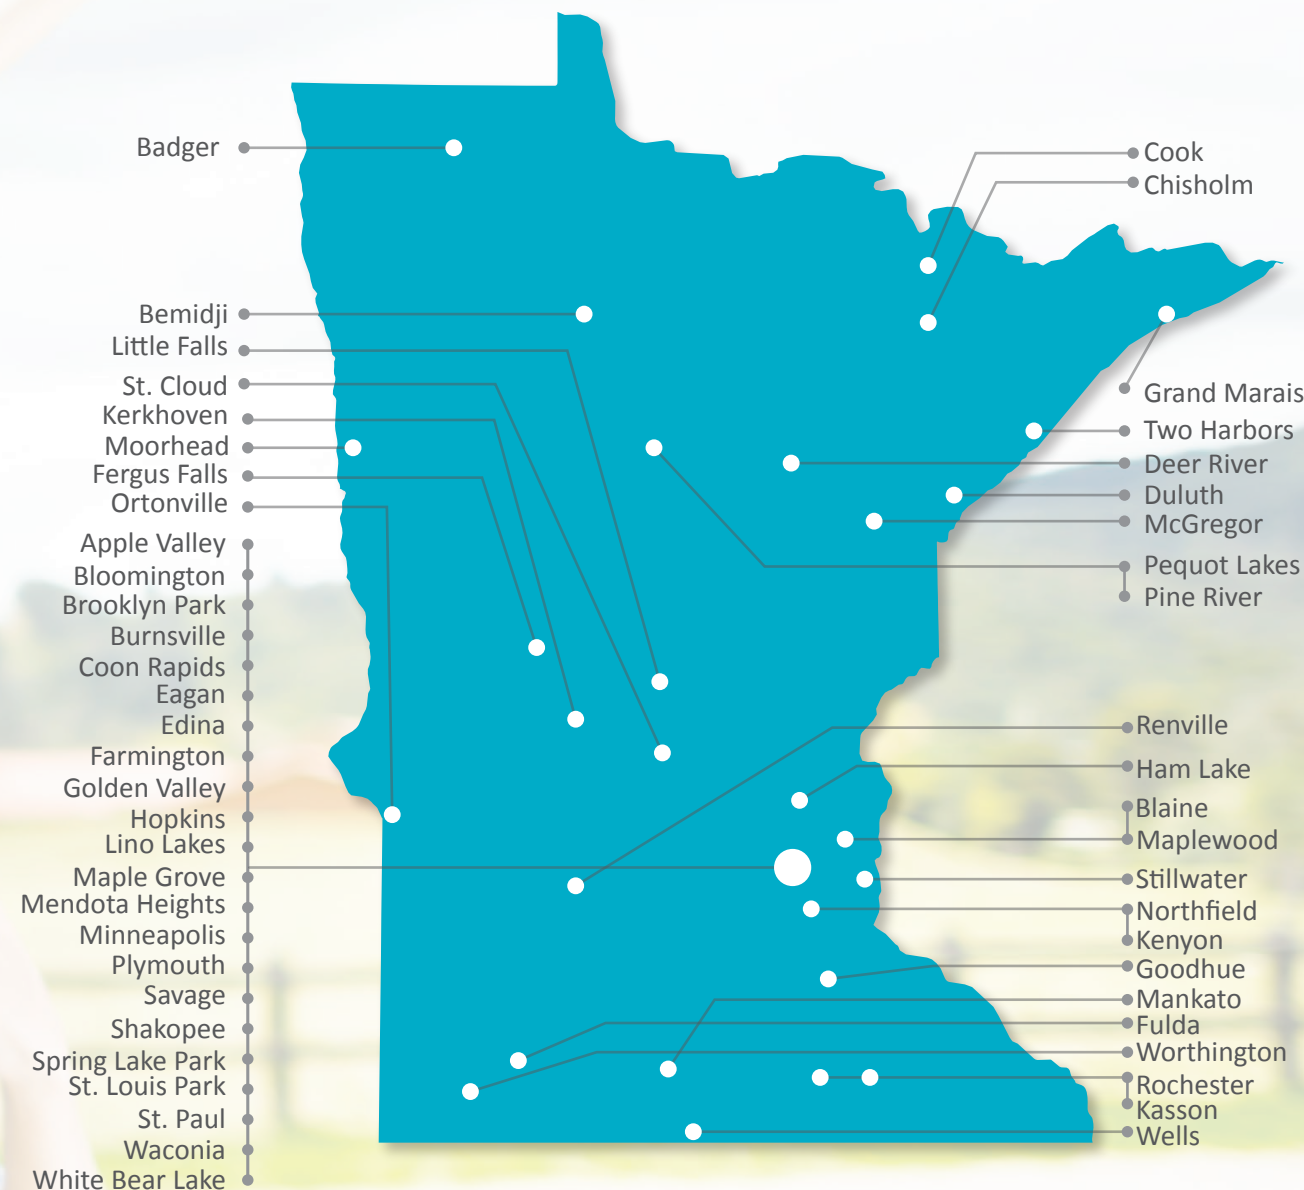 Badger
Bemidji
Little Falls
St. Cloud
Kerkhoven
Moorhead
Fergus Falls
Ortonville
Apple Valley
Bloomington
Brooklyn Park
Burnsville
Coon Rapids
Eagan
Edina
Farmington
Golden Valley
Hopkins
Lino Lakes
Maple Grove
Mendota Heights
Minneapolis
Plymouth
Savage
Shakopee
Spring Lake Park
St. Louis Park
St. Paul
Waconia
White Bear Lake
Cook
Chisholm
Grand Marais
Two Harbors
Deer River
Duluth
McGregor
Pequot Lakes
Pine River
Renville
Ham Lake
Blaine
Maplewood
Stillwater
Northfield
Kenyon
Goodhue
Mankato
Fulda
Worthington
Rochester
Kasson
Wells